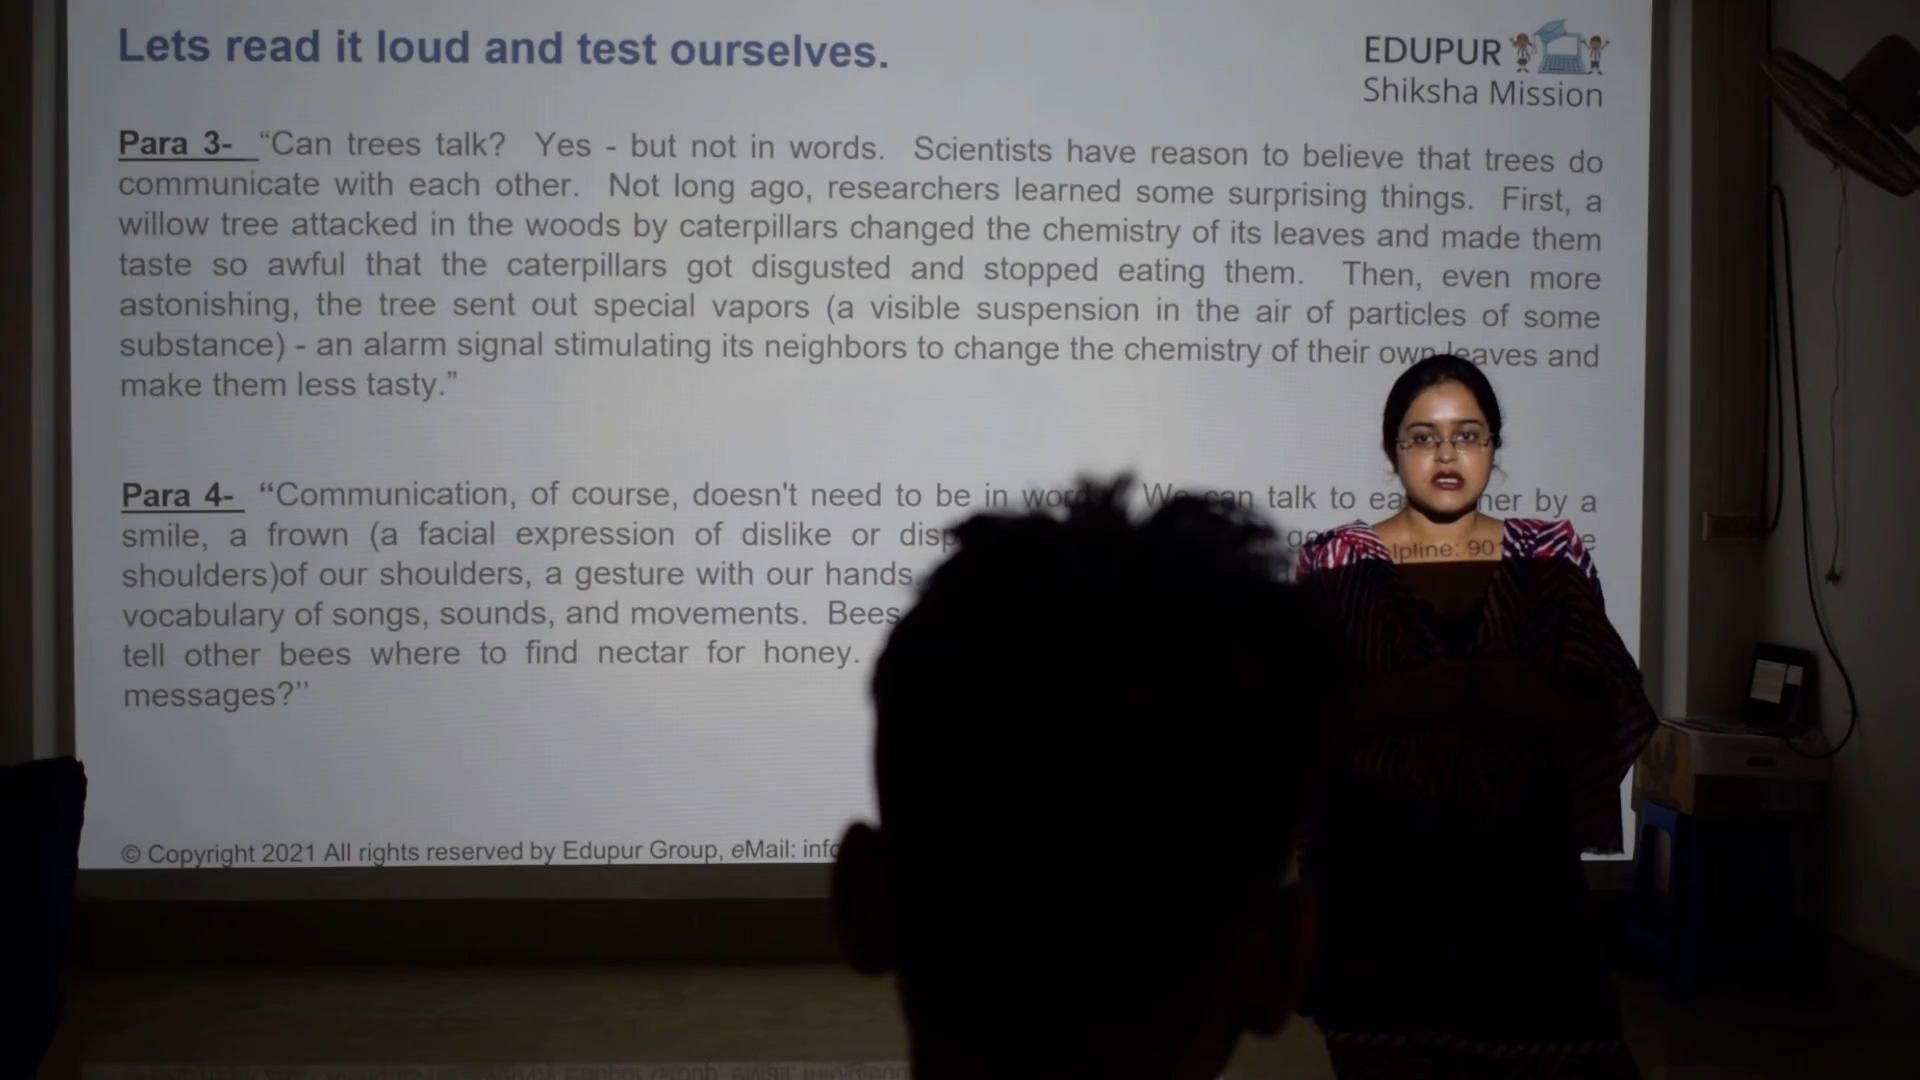 Lets read it loud and test ourselves.
EDUPUR
Shiksha Mission
Para 3- “Can trees talk? Yes - but not in words. Scientists have reason to believe that trees do
communicate with each other. Not long ago, researchers learned some surprising things. First, a
willow tree attacked in the woods by caterpillars changed the chemistry of its leaves and made them
taste so awful that the caterpillars got disgusted and stopped eating them. Then, even more
astonishing, the tree sent out special vapors (a visible suspension in the air of particles of some
substance) - an alarm signal stimulating its neighbors to change the chemistry of their own leaves and
make them less tasty.”
Para 4- “Communication, of course, doesn't need to be in We can talk to by a
smile, a frown (a facial expression of dislike or
shoulders)of our shoulders, a gesture with our hands.
vocabulary of songs, sounds, and movements. Bees
tell other bees where to find nectar for honey.
messages?’’
© Copyright 2021 All rights reserved by Edupur Group, eMail: 90